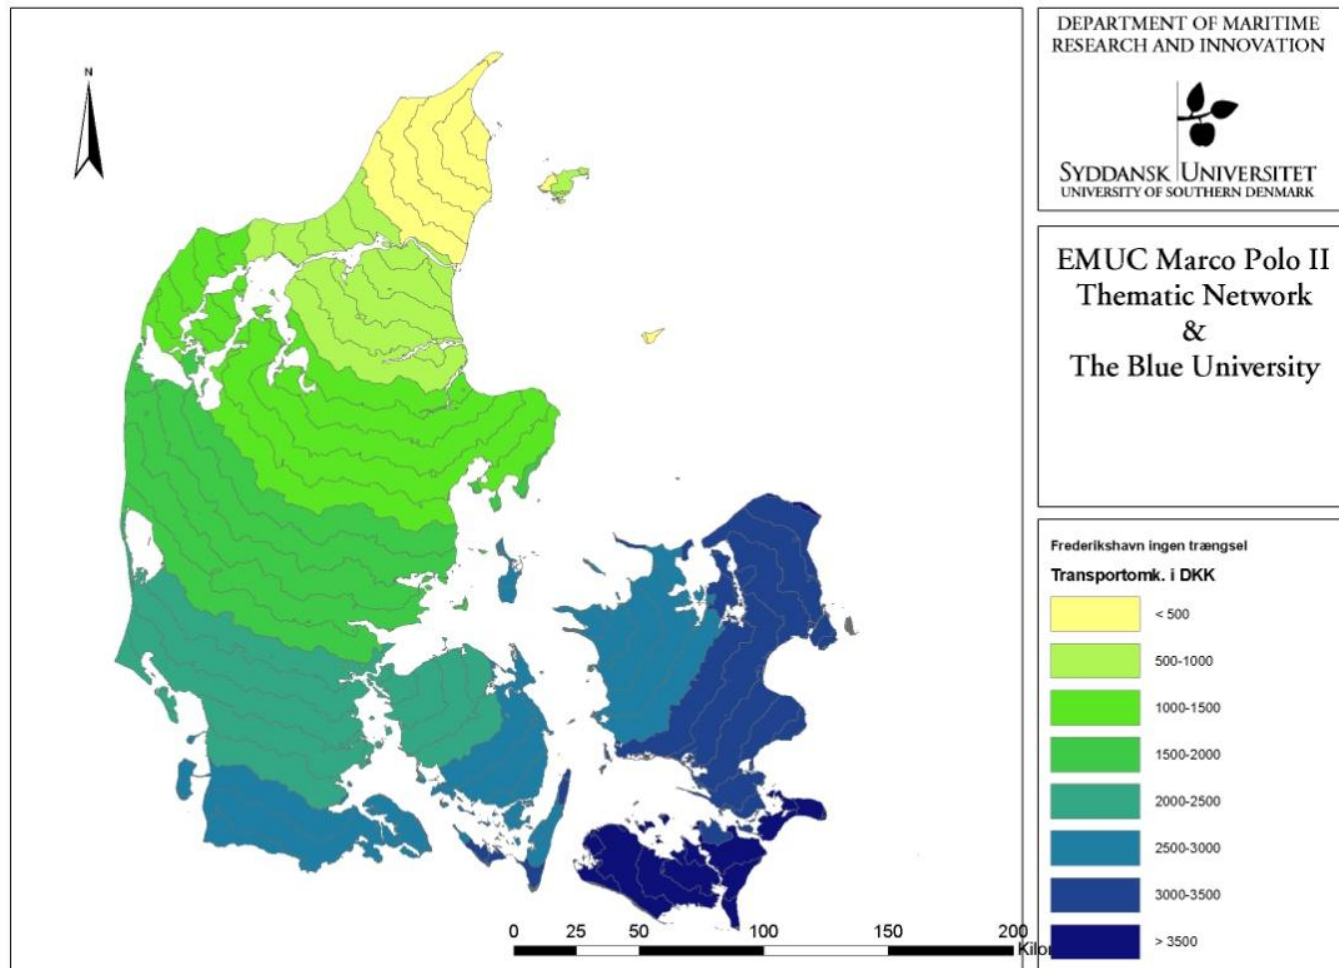 N
0 25 50 100 150 200
Kilo
DEPARTMENT OF MARITIME
RESEARCH AND INNOVATION
SYDDANSK UNIVERSITET
UNIVERSITY OF SOUTHERN DENMARK
EMUC Marco Polo II
Thematic Network
&
The Blue University
Frederikshavn ingen trængsel
Transportomk. i DKK
< 500
500-1000
1000-1500
1500-2000
2000-2500
2500-3000
3000-3500
> 3500